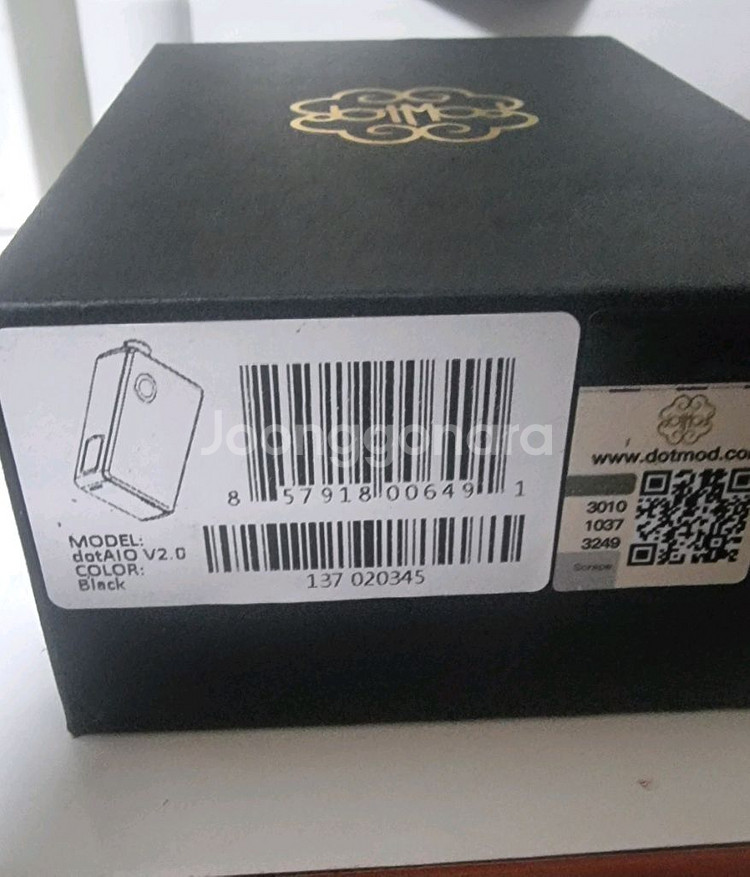 dotMod
Joonggonara
8 57918 00649 1
MODEL:
dotAIO V2.0
COLOR:
Black
137 020345
www.dotmod.co
3010
1037
3249
Scrape